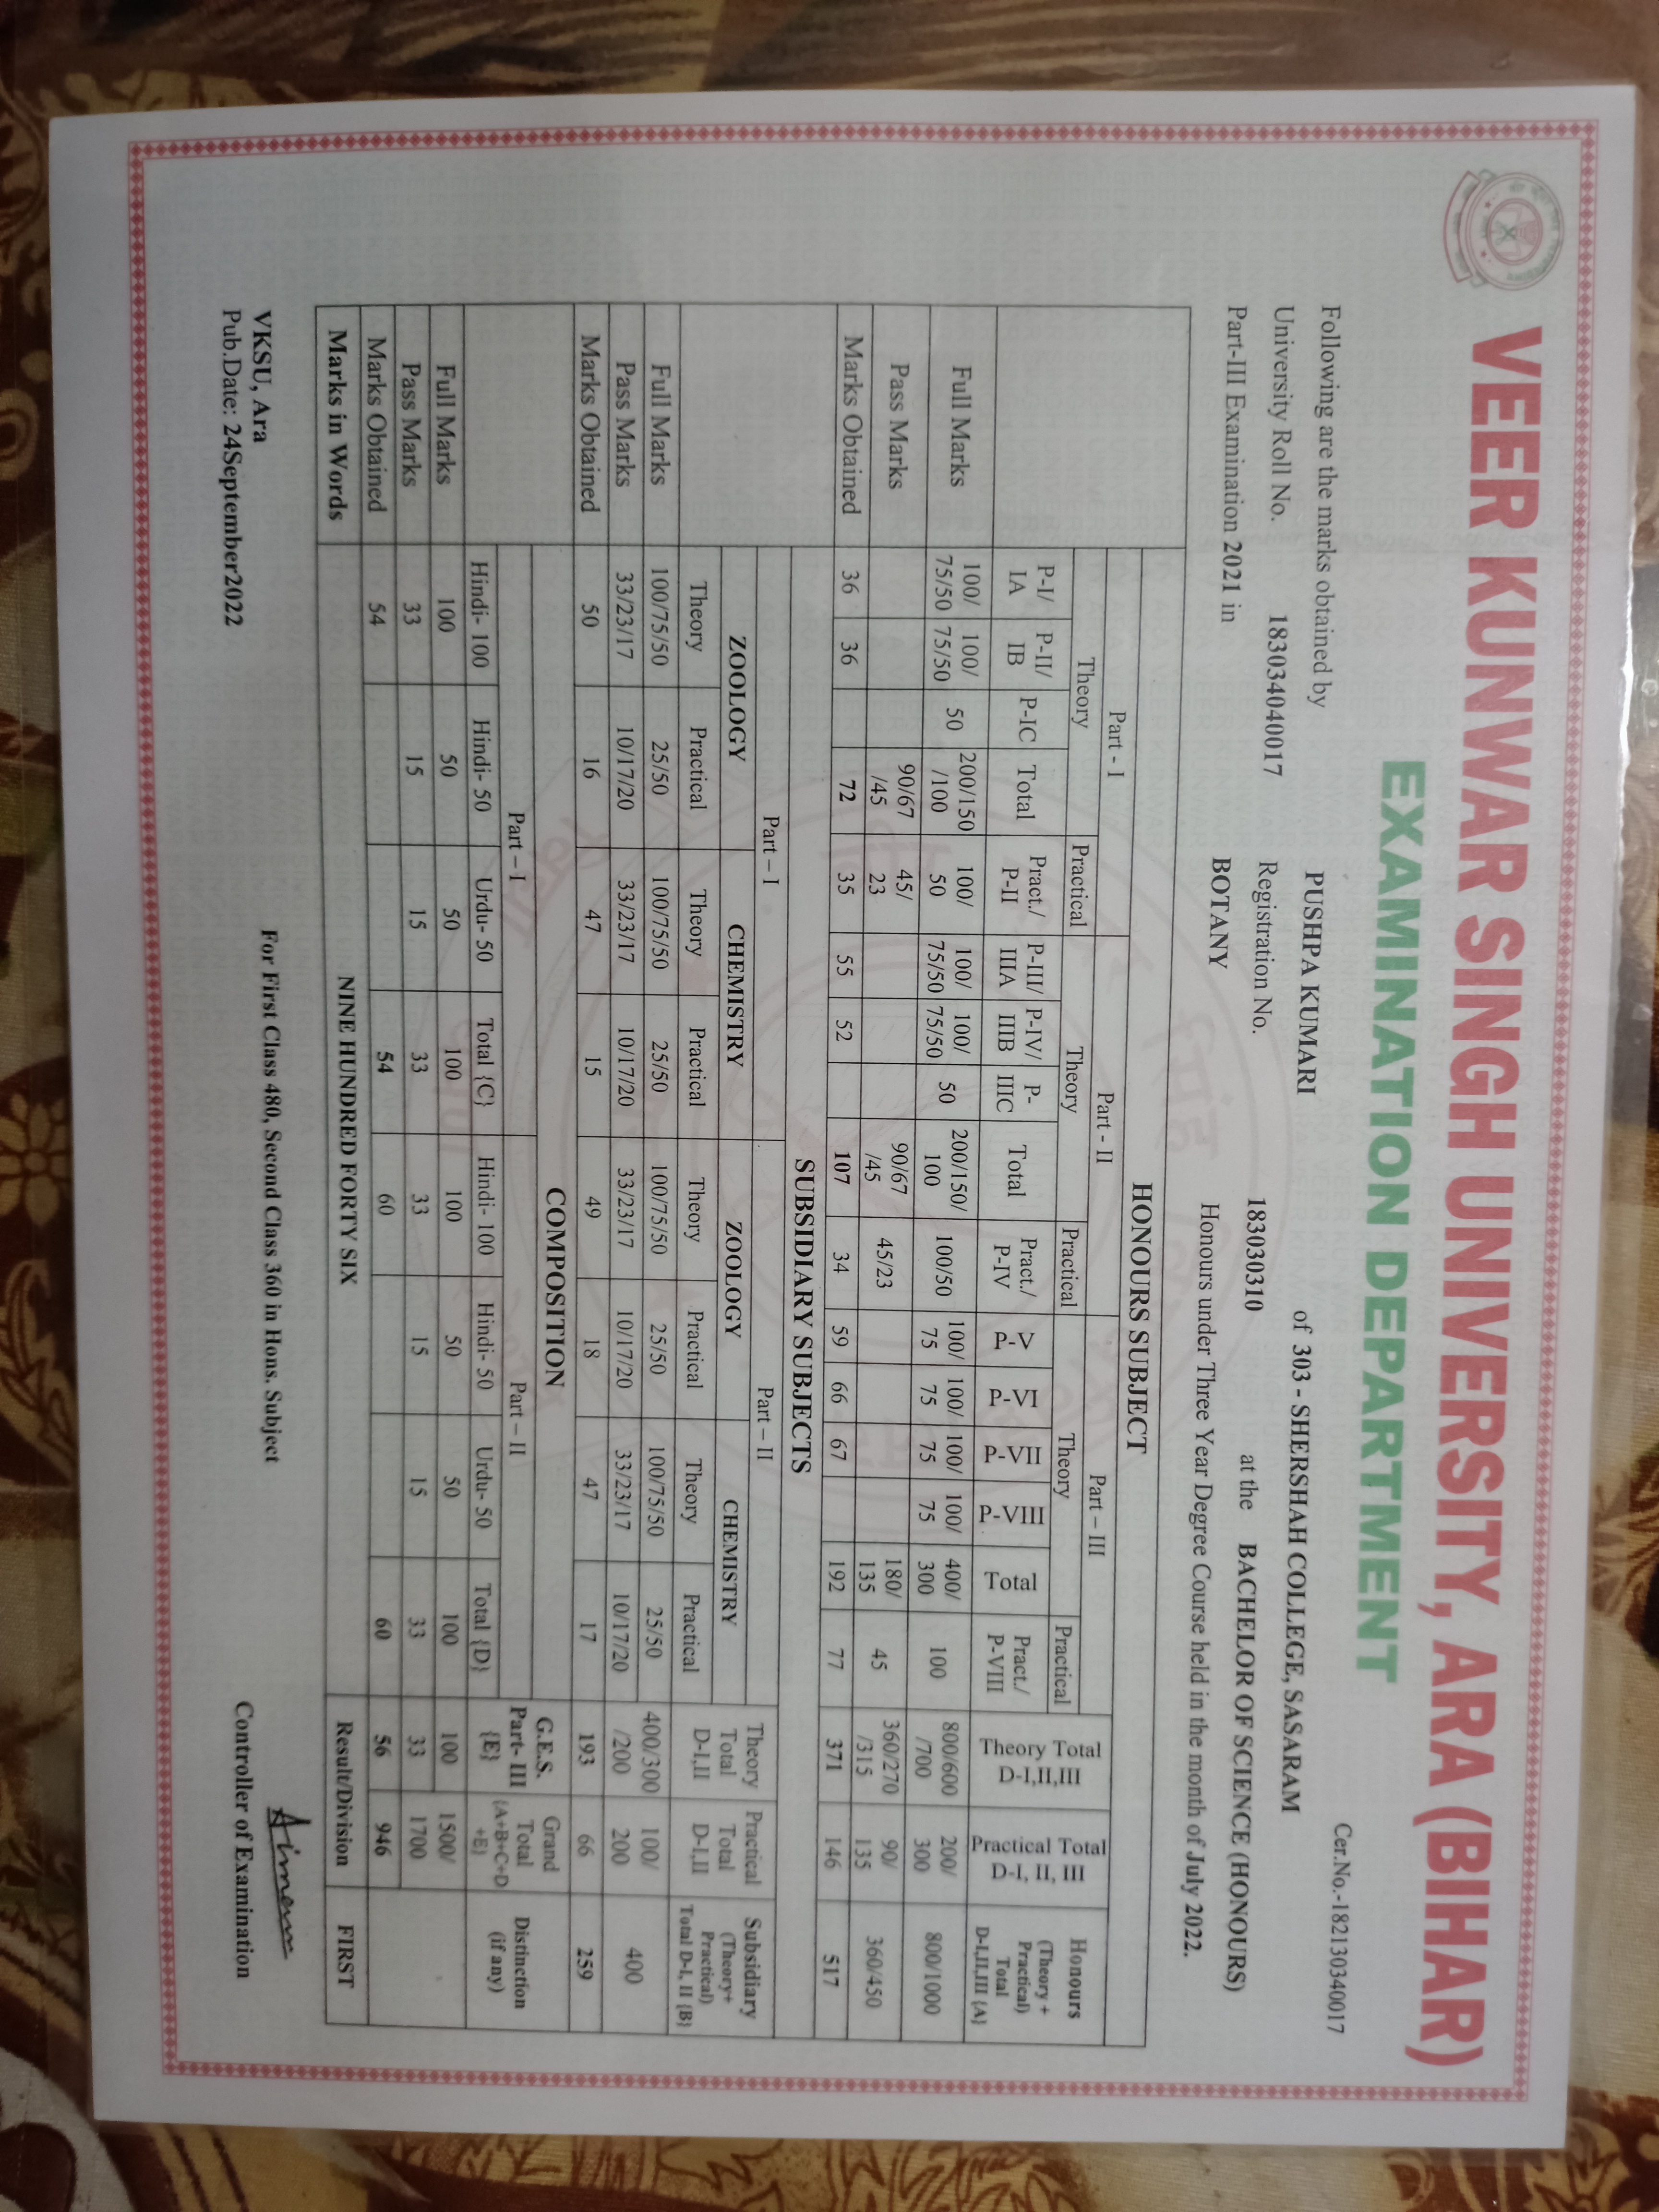 VEER KUNWAR SINGH UNIVERSITY, ARA (BIHAR)
EXAMINATION DEPARTMENT
Cer.No.-182130340017
Following are the marks obtained by PUSHPA KUMARI of 303 - SHERSHAH COLLEGE, SASARAM
University Roll No. 183034040017 Registration No. 183030310 at the BACHELOR OF SCIENCE (HONOURS)
Part-III Examination 2021 in BOTANY Honours under Three Year Degree Course held in the month of July 2022.
HONOURS SUBJECT
Part - I Part - II Part – III Theory Total D-I,II,III Practical Total D-I, II, III Honours (Theory + Practical) Total D-I,II,III {A}
Theory Practical Theory Practical Theory Practical
P-I/ IA P-II/ IB P-IC Total Pract./ P-II P-III/ IIIA P-IV/ IIIB P- IIIC Total Pract./ P-IV P-V P-VI P-VII P-VIII Total Pract./ P-VIII
Full Marks 100/ 75/50 100/ 75/50 50 200/150 /100 100/ 50 100/ 75/50 100/ 75/50 50 200/150/ 100 100/50 100/ 75 100/ 75 100/ 75 100/ 75 400/ 300 100 800/600 /700 200/ 300 800/1000
Pass Marks 90/67 /45 45/ 23 90/67 /45 45/23 180/ 135 45 360/270 /315 90/ 135 360/450
Marks Obtained 36 36 72 35 55 52 107 34 59 66 67 192 77 371 146 517
SUBSIDIARY SUBJECTS
Part – I Part – II Theory Total D-I,II Practical Total D-I,II Subsidiary (Theory+ Practical) Total D-I, II {B}
ZOOLOGY CHEMISTRY ZOOLOGY CHEMISTRY
Theory Practical Theory Practical Theory Practical Theory Practical
Full Marks 100/75/50 25/50 100/75/50 25/50 100/75/50 25/50 100/75/50 25/50 400/300 /200 100/ 200 400
Pass Marks 33/23/17 10/17/20 33/23/17 10/17/20 33/23/17 10/17/20 33/23/17 10/17/20
Marks Obtained 50 16 47 15 49 18 47 17 193 66 259
COMPOSITION
Part – I Part – II G.E.S. Part- III {E} Grand Total {A+B+C+D +E} Distinction (if any)
Hindi- 100 Hindi- 50 Urdu- 50 Total {C} Hindi- 100 Hindi- 50 Urdu- 50 Total {D}
Full Marks 100 50 50 100 100 50 50 100 100 1500/ 1700
Pass Marks 33 15 15 33 33 15 15 33 33
Marks Obtained 54 54 60 60 56 946
Marks in Words NINE HUNDRED FORTY SIX Result/Division FIRST
VKSU, Ara For First Class 480, Second Class 360 in Hons. Subject
Pub.Date: 24September2022 Controller of Examination